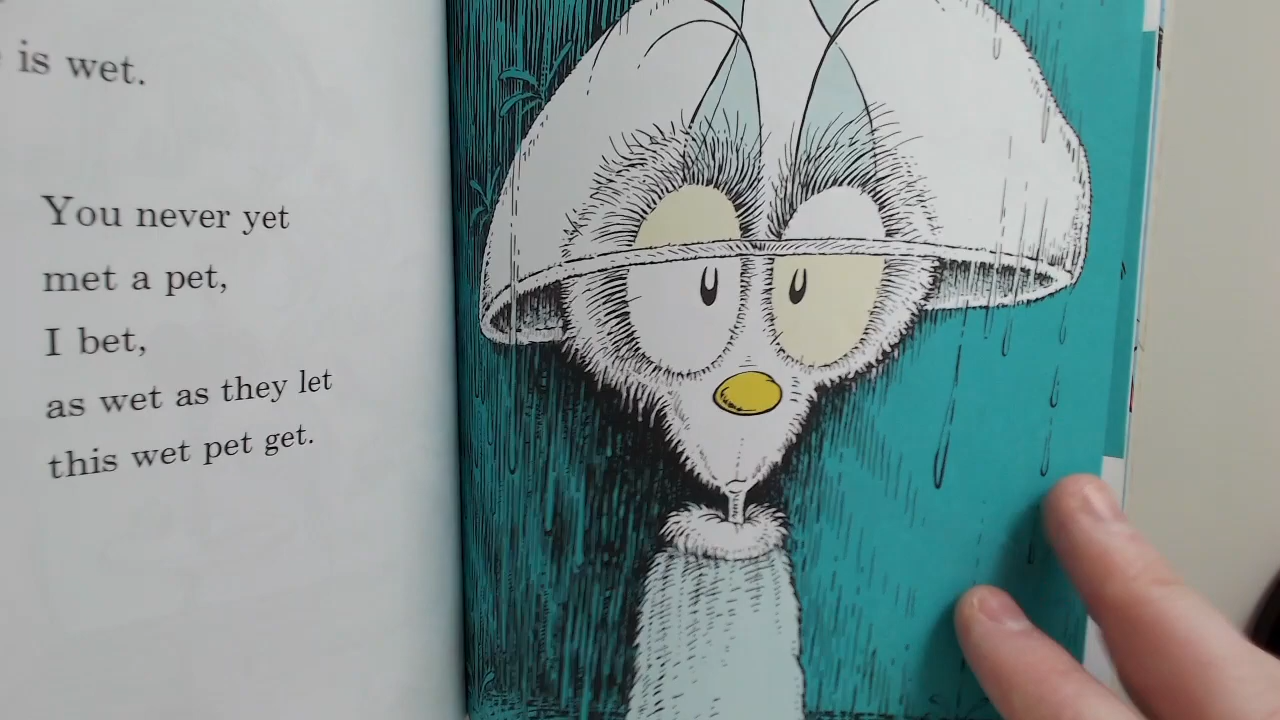 is wet.
You never yet
met a pet,
I bet,
as wet as they let
this wet pet get.